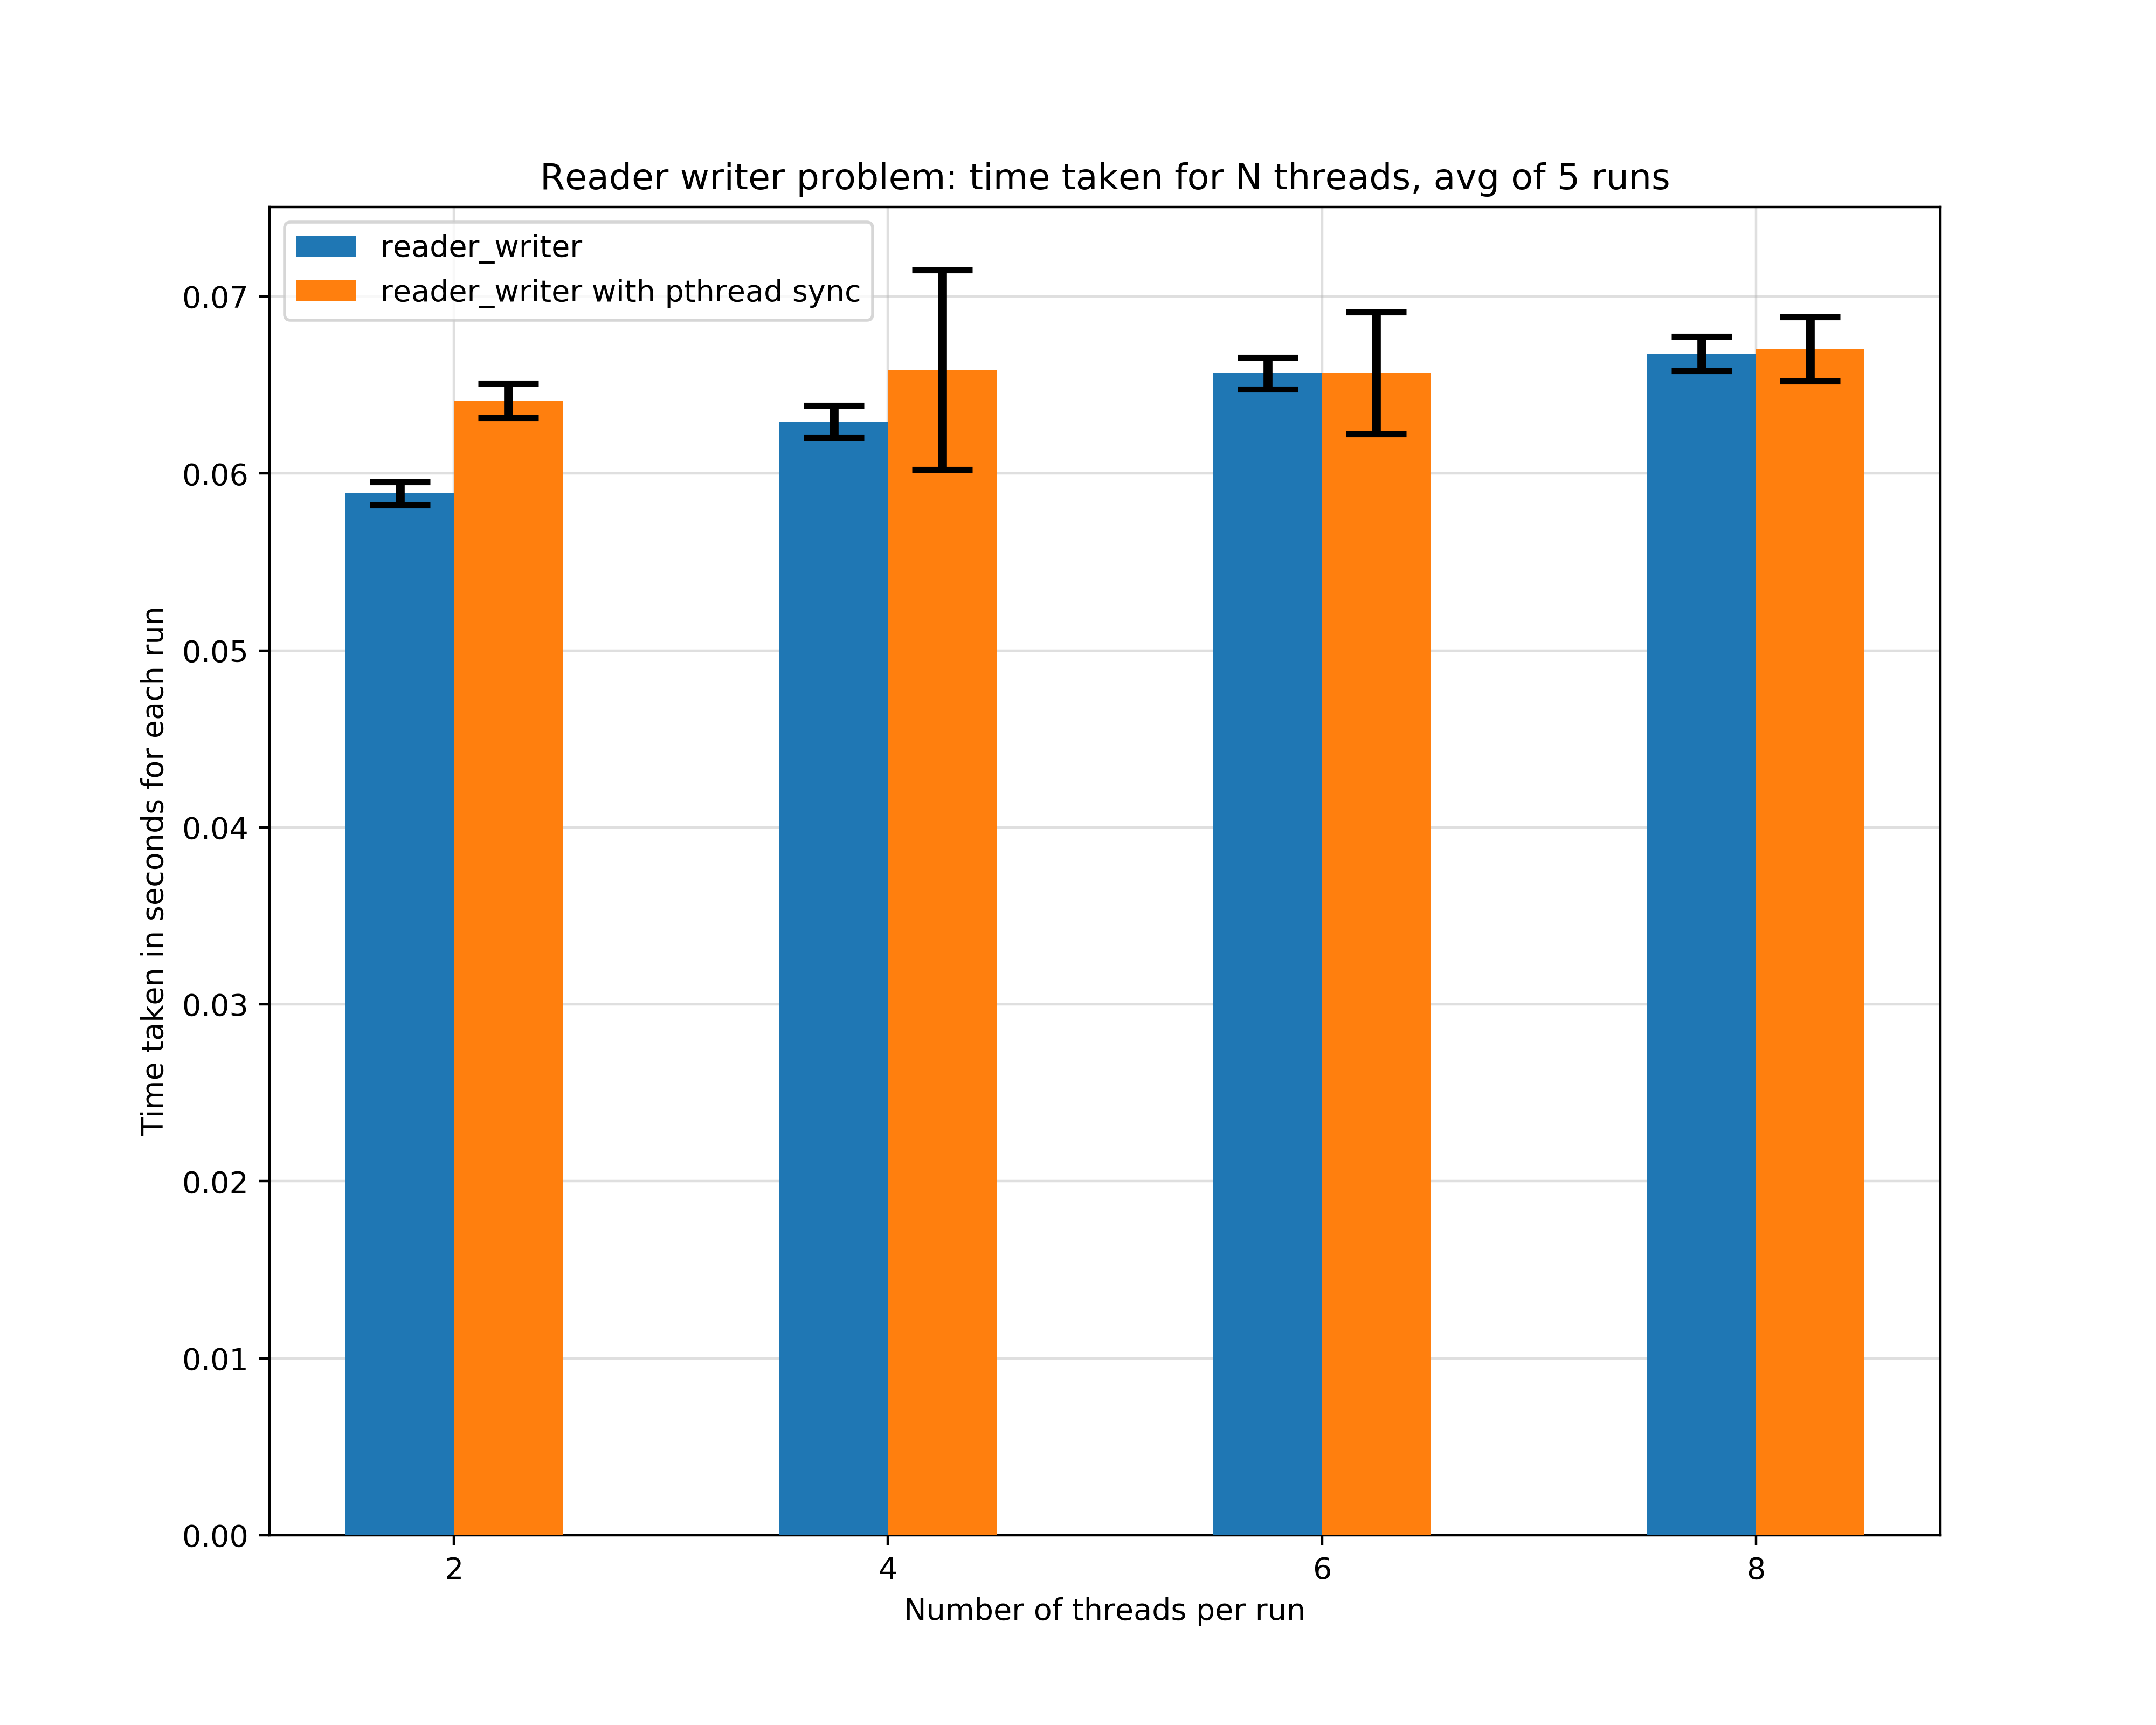 Reader writer problem: time taken for N threads, avg of 5 runs
reader_writer
reader_writer with pthread sync
0.07
0.06
0.05
0.04
0.03
0.02
0.01
0.00
Time taken in seconds for each run
2 4 6 8
Number of threads per run